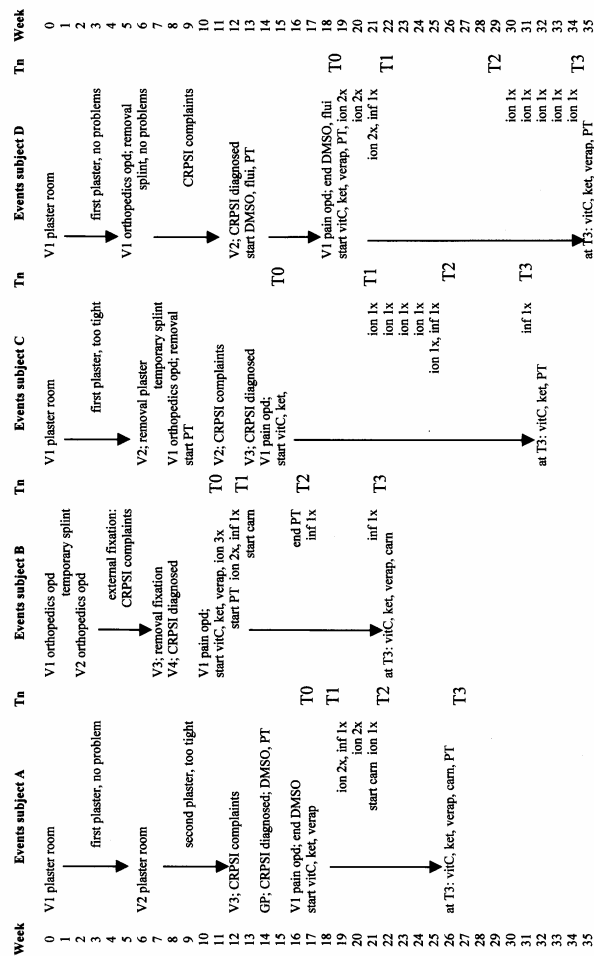 Week
0
1
2
3
4
5
6
7
8
9
10
11
12
13
14
15
16
17
18
19
20
21
22
23
24
25
26
27
28
29
30
31
32
33
34
35
Events subject A
V1 plaster room
first plaster, no problem
V2 plaster room
second plaster, too tight
V3; CRPSI complaints
GP; CRPSI diagnosed; DMSO, PT
V1 pain opd; end DMSO
start vitC, ket, verap
ion 2x, inf 1x
ion 2x
start carn ion 1x
at T3: vitC, ket, verap, carn, PT
Tn
T0
T1
T2
T3
Events subject B
V1 orthopedics opd
temporary splint
V2 orthopedics opd
external fixation:
CRPSI complaints
V3; removal fixation
V4; CRPSI diagnosed
V1 pain opd;
start vitC, ket, verap, ion 3x
start PT ion 2x, inf 1x
start carn
end PT
inf 1x
inf 1x
at T3: vitC, ket, verap, carn
Tn
T0
T1
T2
T3
Events subject C
V1 plaster room
first plaster, too tight
V2; removal plaster
temporary splint
V1 orthopedics opd; removal
start PT
V2; CRPSI complaints
V3; CRPSI diagnosed
V1 pain opd;
start vitC, ket,
ion 1x
ion 1x
ion 1x
ion 1x
ion 1x, inf 1x
inf 1x
at T3: vitC, ket, PT
Tn
T0
T1
T2
T3
Events subject D
V1 plaster room
first plaster, no problems
V1 orthopedics opd; removal
splint, no problems
CRPSI complaints
V2; CRPSI diagnosed
start DMSO, flui, PT
V1 pain opd; end DMSO, flui
start vitC, ket, verap, PT, ion 2x
ion 2x
ion 2x, inf 1x
ion 1x
ion 1x
ion 1x
ion 1x
ion 1x
at T3: vitC, ket, verap, PT
Tn
T0
T1
T2
T3
Week
0
1
2
3
4
5
6
7
8
9
10
11
12
13
14
15
16
17
18
19
20
21
22
23
24
25
26
27
28
29
30
31
32
33
34
35